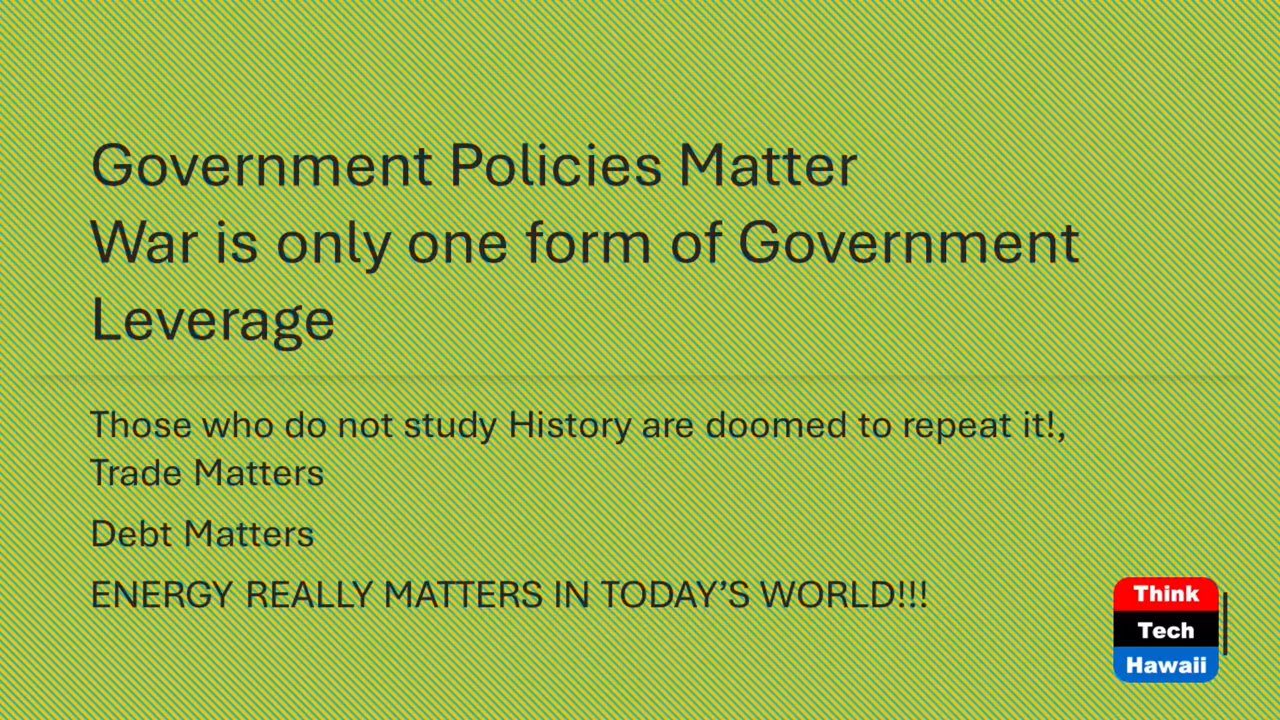 Government Policies Matter
War is only one form of Government
Leverage
Those who do not study History are doomed to repeat it!,
Trade Matters
Debt Matters
ENERGY REALLY MATTERS IN TODAY’S WORLD!!!
Think
Tech
Hawaii